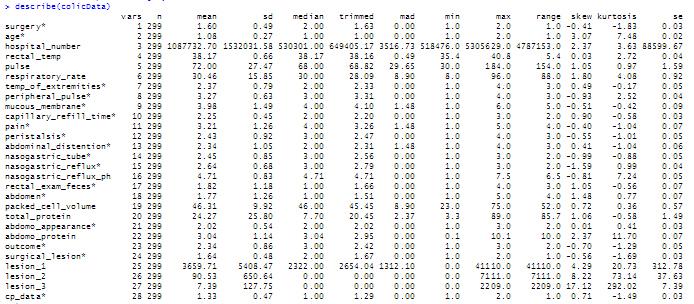 > describe(colicData)
vars n mean sd median trimmed mad min max range skew kurtosis se
surgery* 1 299 1.60 0.49 2.00 1.63 0.00 1.0 2.0 1.0 -0.41 -1.83 0.03
age* 2 299 1.08 0.27 1.00 1.00 0.00 1.0 2.0 1.0 3.07 7.48 0.02
hospital_number 3 299 1087732.70 1532031.58 530301.00 649405.17 3516.73 518476.0 5305629.0 4787153.0 2.37 3.63 88599.67
rectal_temp 4 299 38.17 0.66 38.17 38.16 0.49 35.4 40.8 5.4 0.03 2.72 0.04
pulse 5 299 72.00 27.47 68.00 68.82 29.65 30.0 184.0 154.0 1.05 0.97 1.59
respiratory_rate 6 299 30.46 15.85 30.00 28.09 8.90 8.0 96.0 88.0 1.80 4.08 0.92
temp_of_extremities* 7 299 2.37 0.79 2.00 2.33 0.00 1.0 4.0 3.0 0.49 -0.17 0.05
peripheral_pulse* 8 299 3.27 0.63 3.00 3.31 0.00 1.0 4.0 3.0 -0.93 2.52 0.04
mucous_membrane* 9 299 3.98 1.49 4.00 4.10 1.48 1.0 6.0 5.0 -0.51 -0.42 0.09
capillary_refill_time* 10 299 2.25 0.45 2.00 2.20 0.00 1.0 3.0 2.0 0.90 -0.58 0.03
pain* 11 299 3.21 1.26 4.00 3.26 1.48 1.0 5.0 4.0 -0.40 -1.04 0.07
peristalsis* 12 299 2.43 0.92 3.00 2.47 0.00 1.0 4.0 3.0 -0.55 -1.01 0.05
abdominal_distention* 13 299 2.34 1.05 2.00 2.31 1.48 1.0 4.0 3.0 0.41 -1.04 0.06
nasogastric_tube* 14 299 2.45 0.85 3.00 2.56 0.00 1.0 3.0 2.0 -0.99 -0.88 0.05
nasogastric_reflux* 15 299 2.64 0.68 3.00 2.79 0.00 1.0 3.0 2.0 -1.59 0.99 0.04
nasogastric_reflux_ph 16 299 4.71 0.83 4.71 4.71 0.00 1.0 7.5 6.5 -0.81 7.24 0.05
rectal_exam_feces* 17 299 1.82 1.18 1.00 1.66 0.00 1.0 4.0 3.0 1.05 -0.56 0.07
abdomen* 18 299 1.77 1.26 1.00 1.51 0.00 1.0 5.0 4.0 1.48 0.77 0.07
packed_cell_volume 19 299 46.31 9.92 46.00 45.45 8.90 23.0 75.0 52.0 0.72 0.36 0.57
total_protein 20 299 24.27 25.80 7.70 20.45 2.37 3.3 89.0 85.7 1.06 -0.58 1.49
abdomo_appearance* 21 299 2.02 0.54 2.00 2.02 0.00 1.0 3.0 2.0 0.01 0.41 0.03
abdomo_protein 22 299 3.04 1.14 3.04 2.95 0.00 0.1 10.1 10.0 2.37 11.70 0.07
outcome* 23 299 2.34 0.86 3.00 2.42 0.00 1.0 3.0 2.0 -0.70 -1.29 0.05
surgical_lesion* 24 299 1.64 0.48 2.00 1.67 0.00 1.0 2.0 1.0 -0.56 -1.69 0.03
lesion_1 25 299 3659.71 5408.47 2322.00 2654.04 1312.10 0.0 41110.0 41110.0 4.29 20.73 312.78
lesion_2 26 299 90.53 650.64 0.00 0.00 0.00 0.0 7111.0 7111.0 8.22 73.14 37.63
lesion_3 27 299 7.39 127.75 0.00 0.00 0.00 0.0 2209.0 2209.0 17.12 292.02 7.39
cp_data* 28 299 1.33 0.47 1.00 1.29 0.00 1.0 2.0 1.0 0.71 -1.49 0.03